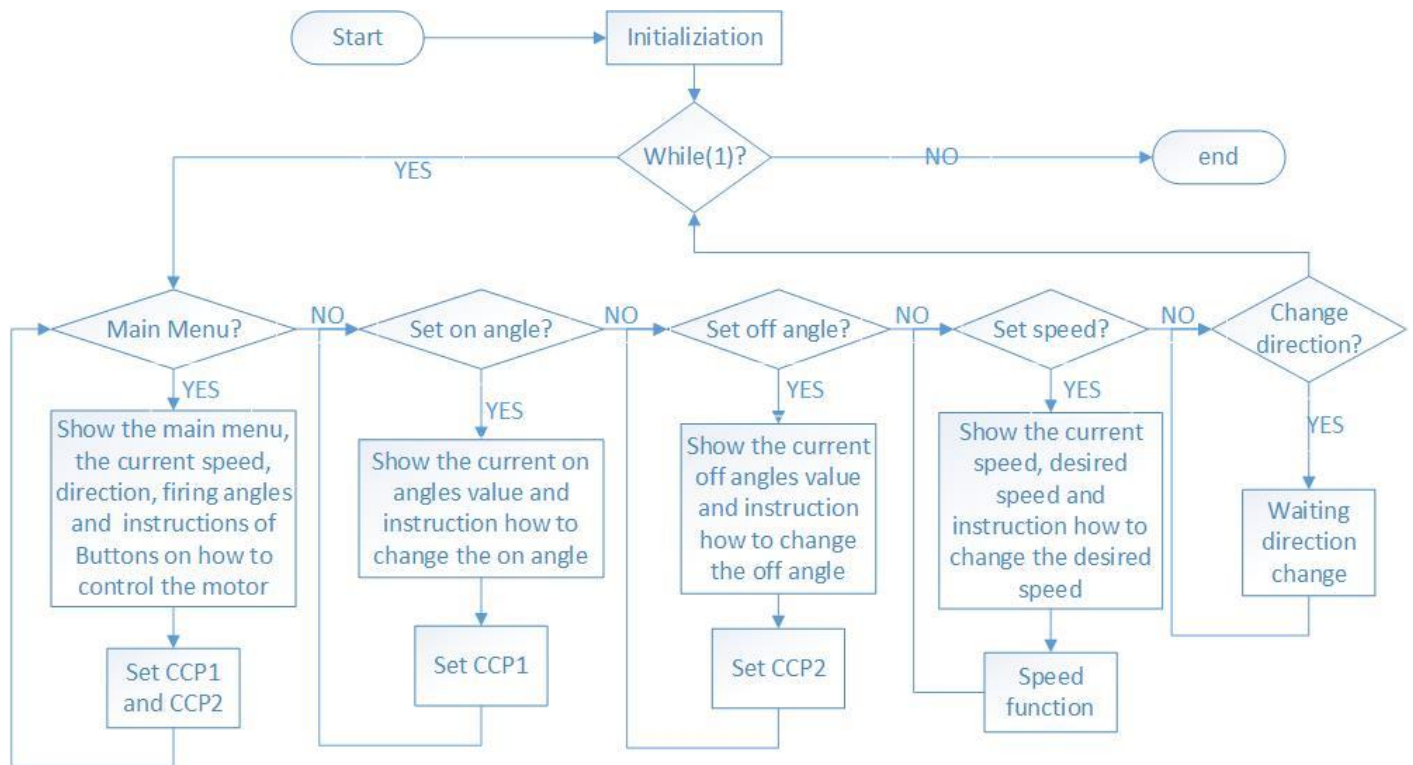 Start
Initializiation
While(1)?
YES
NO
end
Main Menu?
NO
Set on angle?
NO
Set off angle?
NO
Set speed?
NO
Change
direction?
YES
Show the main menu,
the current speed,
direction, firing angles
and instructions of
Buttons on how to
control the motor
Set CCP1
and CCP2
YES
Show the current on
angles value and
instruction how to
change the on angle
Set CCP1
YES
Show the current
off angles value
and instruction
how to change
the off angle
Set CCP2
YES
Show the current
speed, desired
speed and
instruction how to
change the desired
speed
Speed
function
YES
Waiting
direction
change